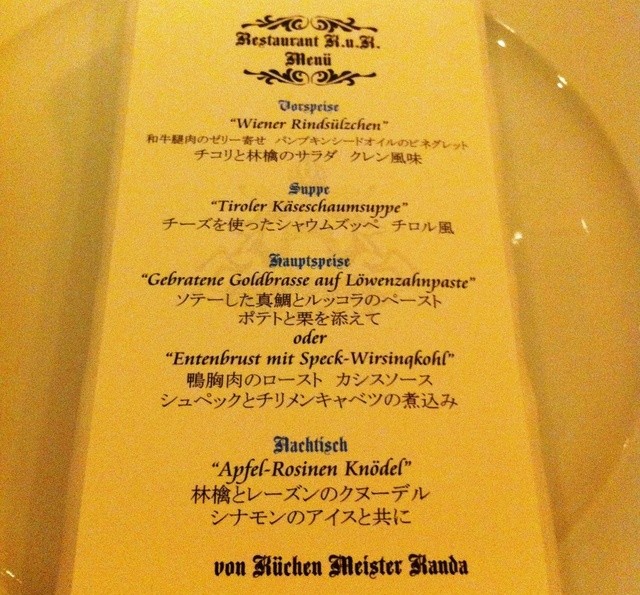 Restaurant K.u.K.
Menü
Vorspeise
“Wiener Rindsülzchen”
和牛腿肉のゼリー寄せ パンプキンシードオイルのビネグレット
チコリと林檎のサラダ クレン風味
Suppe
“Tiroler Käseschaumsuppe”
チーズを使ったシャウムズッペ チロル風
Hauptspeise
“Gebratene Goldbrasse auf Löwenzahnpaste”
ソテーした真鯛とルッコラのペースト
ポテトと栗を添えて
oder
“Entenbrust mit Speck-Wirsingkohl”
鴨胸肉のロースト カシスソース
シュペックとチリメンキャベツの煮込み
Nachtisch
“Apfel-Rosinen Knödel”
林檎とレーズンのクヌーデル
シナモンのアイスと共に
von Küchen Meister Kanda